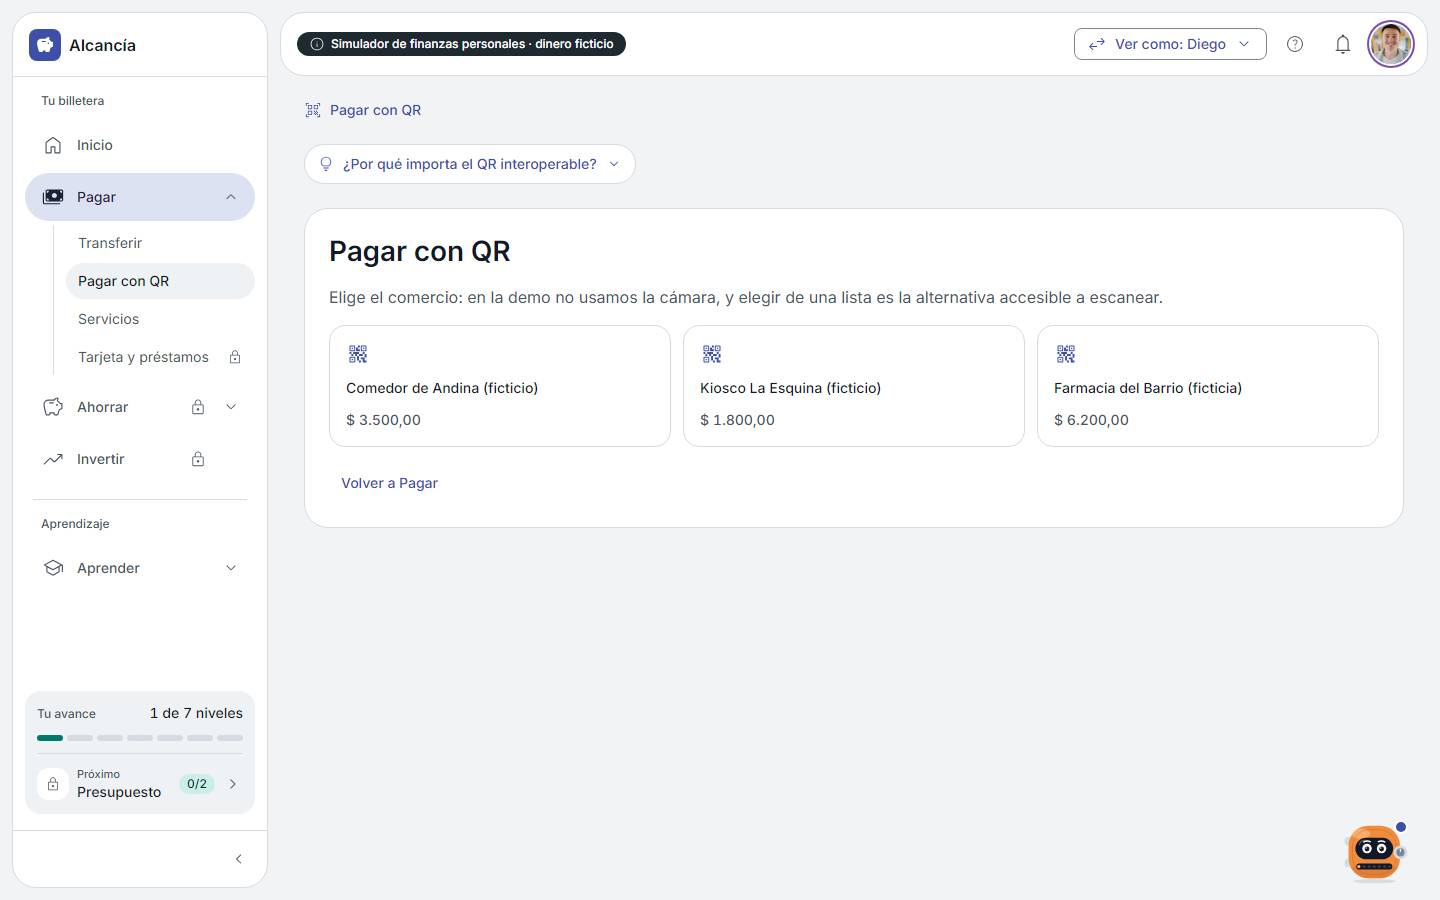 Alcancía
Simulador de finanzas personales · dinero ficticio
Ver como: Diego
Tu billetera
Inicio
Pagar
Transferir
Pagar con QR
Servicios
Tarjeta y préstamos
Ahorrar
Invertir
Aprendizaje
Aprender
Tu avance
1 de 7 niveles
Próximo
Presupuesto
0/2
Pagar con QR
¿Por qué importa el QR interoperable?
Pagar con QR
Elige el comercio: en la demo no usamos la cámara, y elegir de una lista es la alternativa accesible a escanear.
Comedor de Andina (ficticio)
$ 3.500,00
Kiosco La Esquina (ficticio)
$ 1.800,00
Farmacia del Barrio (ficticia)
$ 6.200,00
Volver a Pagar